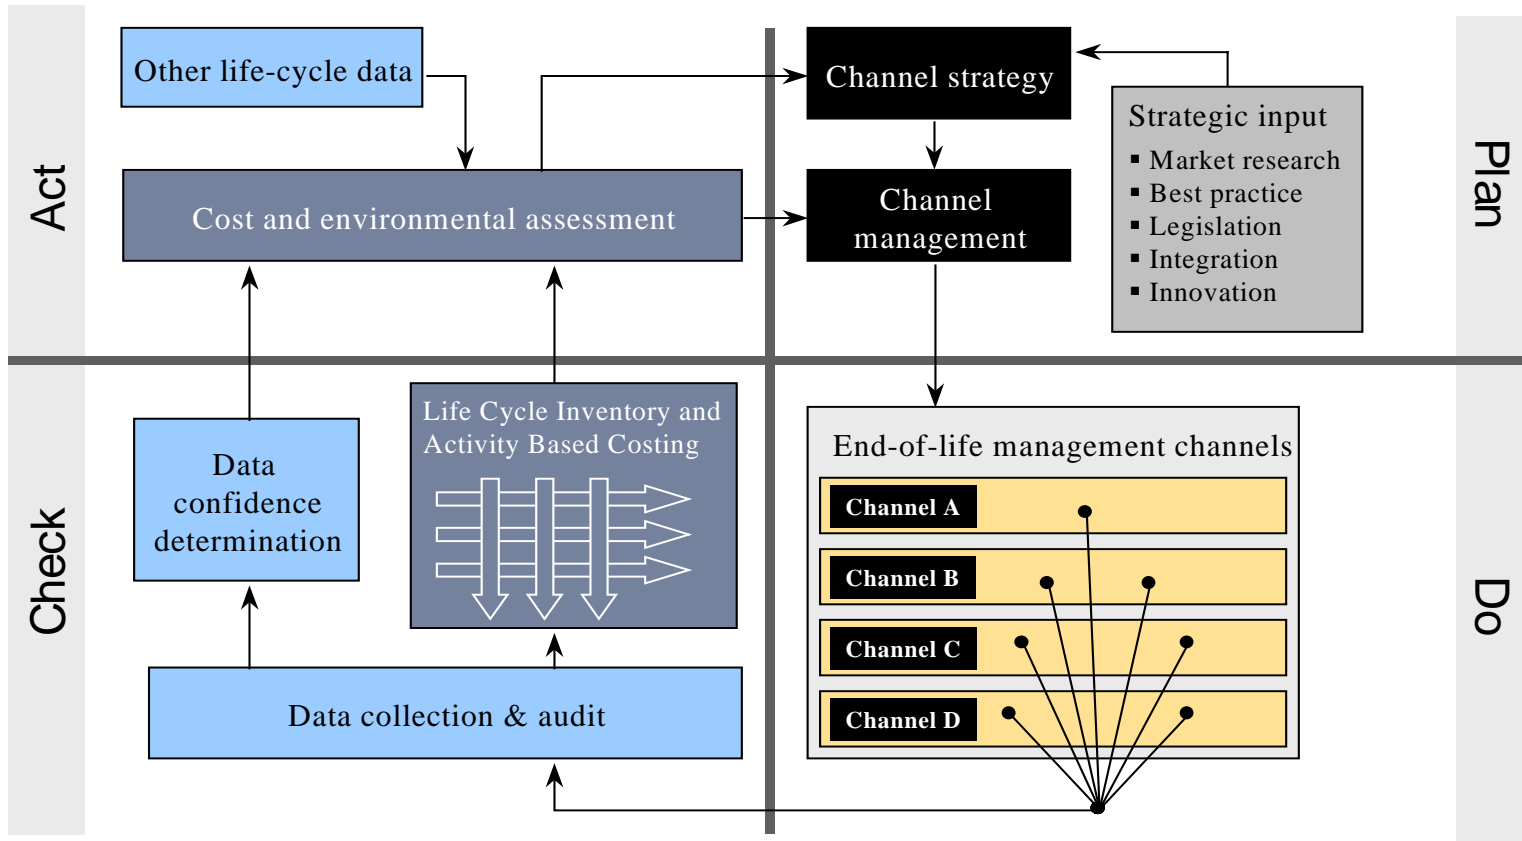 Act
Other life-cycle data
Cost and environmental assessment
Channel strategy
Channel
management
Strategic input
▪ Market research
▪ Best practice
▪ Legislation
▪ Integration
▪ Innovation
Plan
Check
Data
confidence
determination
Life Cycle Inventory and
Activity Based Costing
Data collection & audit
End-of-life management channels
Channel A
Channel B
Channel C
Channel D
Do